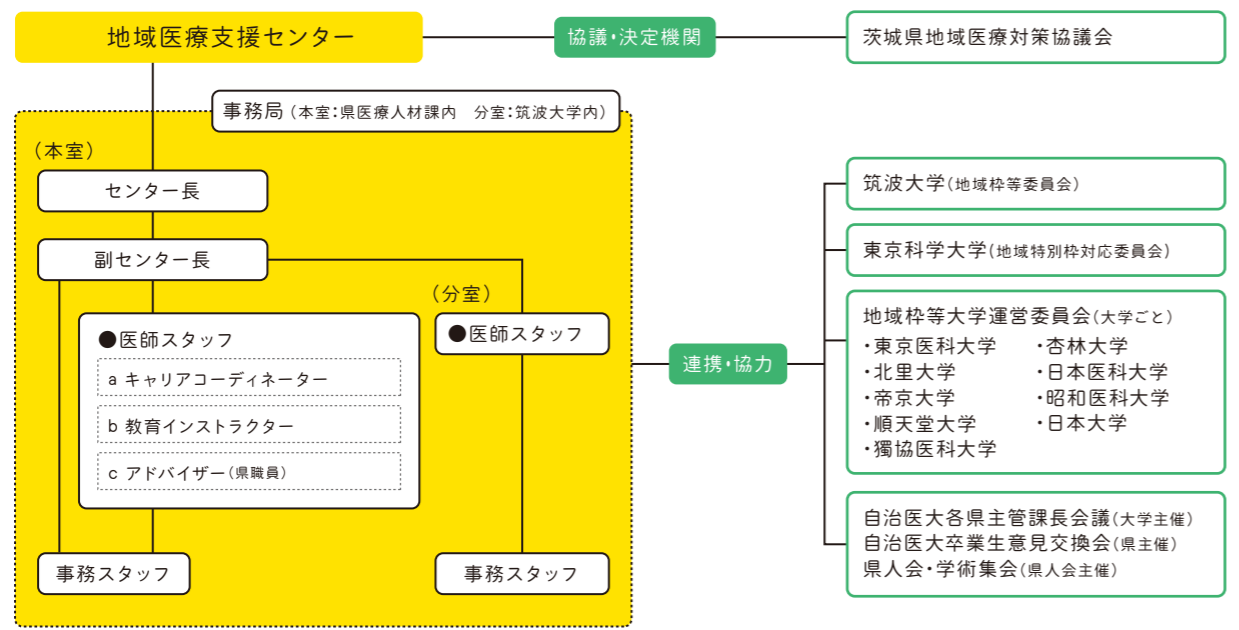 地域医療支援センター
協議・決定機関
茨城県地域医療対策協議会
事務局(本室:県医療人材課内　分室:筑波大学内)
(本室)
センター長
副センター長
●医師スタッフ
a キャリアコーディネーター
b 教育インストラクター
c アドバイザー(県職員)
事務スタッフ
(分室)
●医師スタッフ
事務スタッフ
連携・協力
筑波大学(地域枠等委員会)
東京科学大学(地域特別枠対応委員会)
地域枠等大学運営委員会(大学ごと)
・東京医科大学
・北里大学
・帝京大学
・順天堂大学
・獨協医科大学
・杏林大学
・日本医科大学
・昭和医科大学
・日本大学
自治医大各県主管課長会議(大学主催)
自治医大卒業生意見交換会(県主催)
県人会・学術集会(県人会主催)